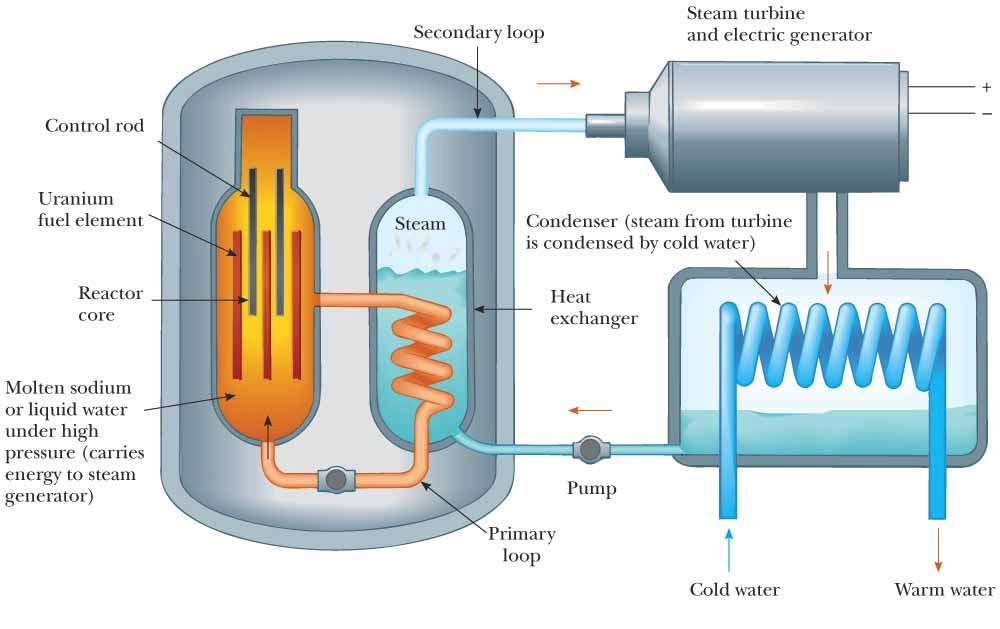 Steam turbine
and electric generator
Secondary loop
+
−
Control rod
Uranium
fuel element
Steam
Condenser (steam from turbine
is condensed by cold water)
Reactor
core
Heat
exchanger
Molten sodium
or liquid water
under high
pressure (carries
energy to steam
generator)
Pump
Primary
loop
Cold water
Warm water